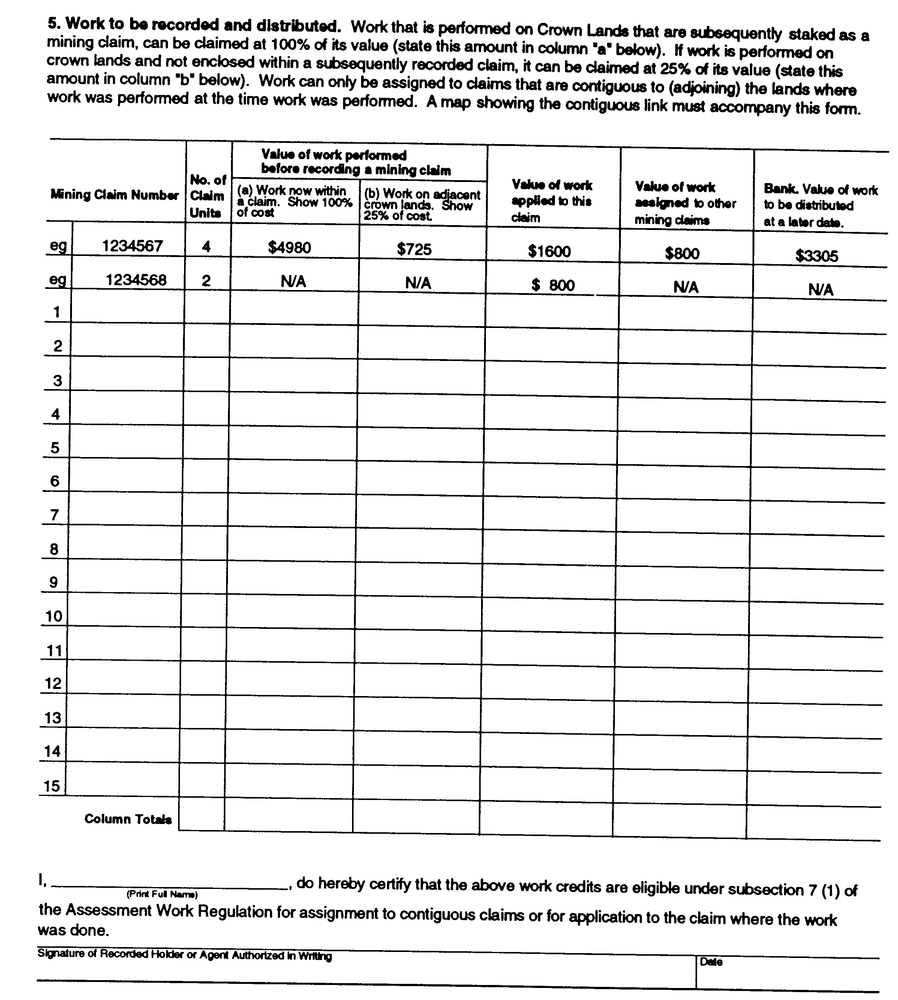 5. Work to be recorded and distributed. Work that is performed on Crown Lands that are subsequently staked as a
mining claim, can be claimed at 100% of its value (state this amount in column "a" below). If work is performed on
crown lands and not enclosed within a subsequently recorded claim, it can be claimed at 25% of its value (state this
amount in column "b" below). Work can only be assigned to claims that are contiguous to (adjoining) the lands where
work was performed at the time work was performed. A map showing the contiguous link must accompany this form.
Mining Claim Number
No. of
Claim
Units
Value of work performed
before recording a mining claim
(a) Work now within
a claim. Show 100%
of cost
(b) Work on adjacent
crown lands. Show
25% of cost.
Value of work
applied to this
claim
Value of work
assigned to other
mining claims
Bank. Value of work
to be distributed
at a later date.
eg 1234567 4 $4980 $725 $1600 $800 $3305
eg 1234568 2 N/A N/A $ 800 N/A N/A
1
2
3
4
5
6
7
8
9
10
11
12
13
14
15
Column Totals
I, , do hereby certify that the above work credits are eligible under subsection 7 (1) of
(Print Full Name)
the Assessment Work Regulation for assignment to contiguous claims or for application to the claim where the work
was done.
Signature of Recorded Holder or Agent Authorized in Writing
Date